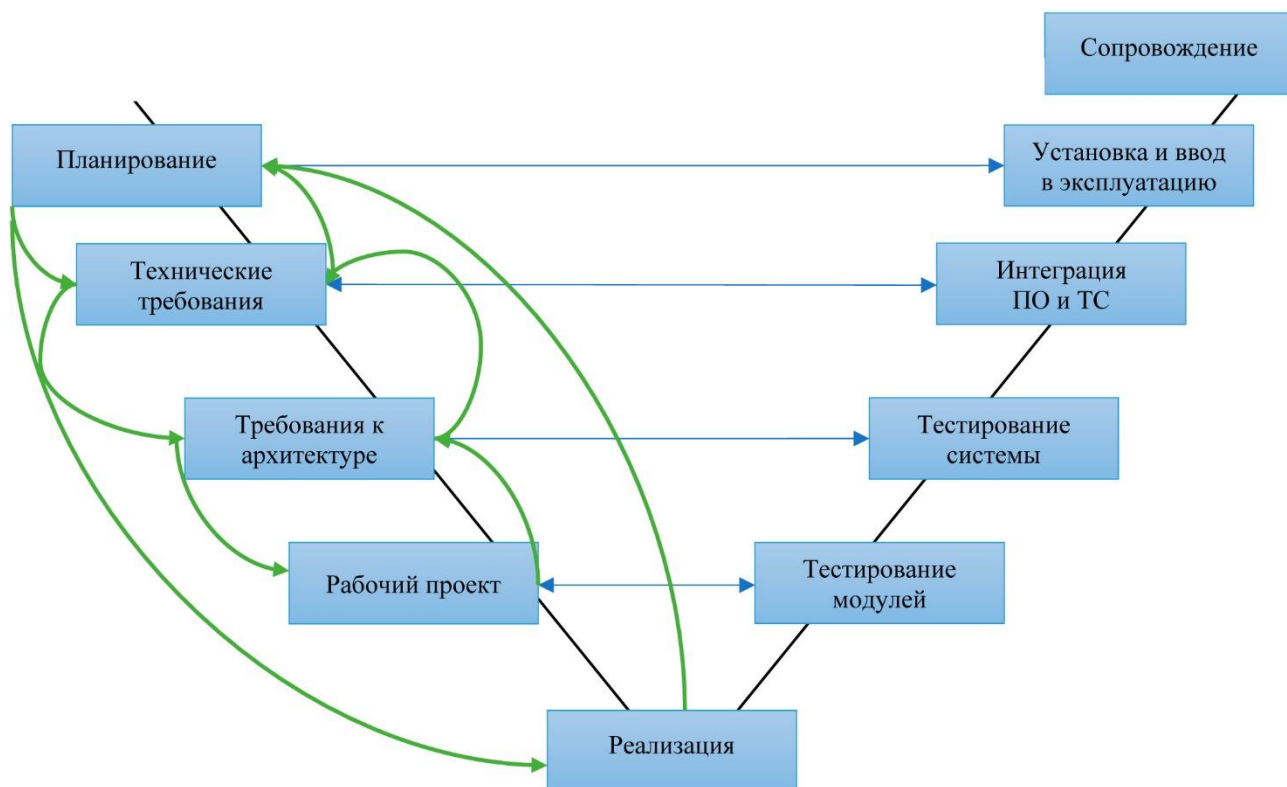 Сопровождение
Планирование
Установка и ввод
в эксплуатацию
Технические
требования
Интеграция
ПО и ТС
Требования к
архитектуре
Тестирование
системы
Рабочий проект
Тестирование
модулей
Реализация